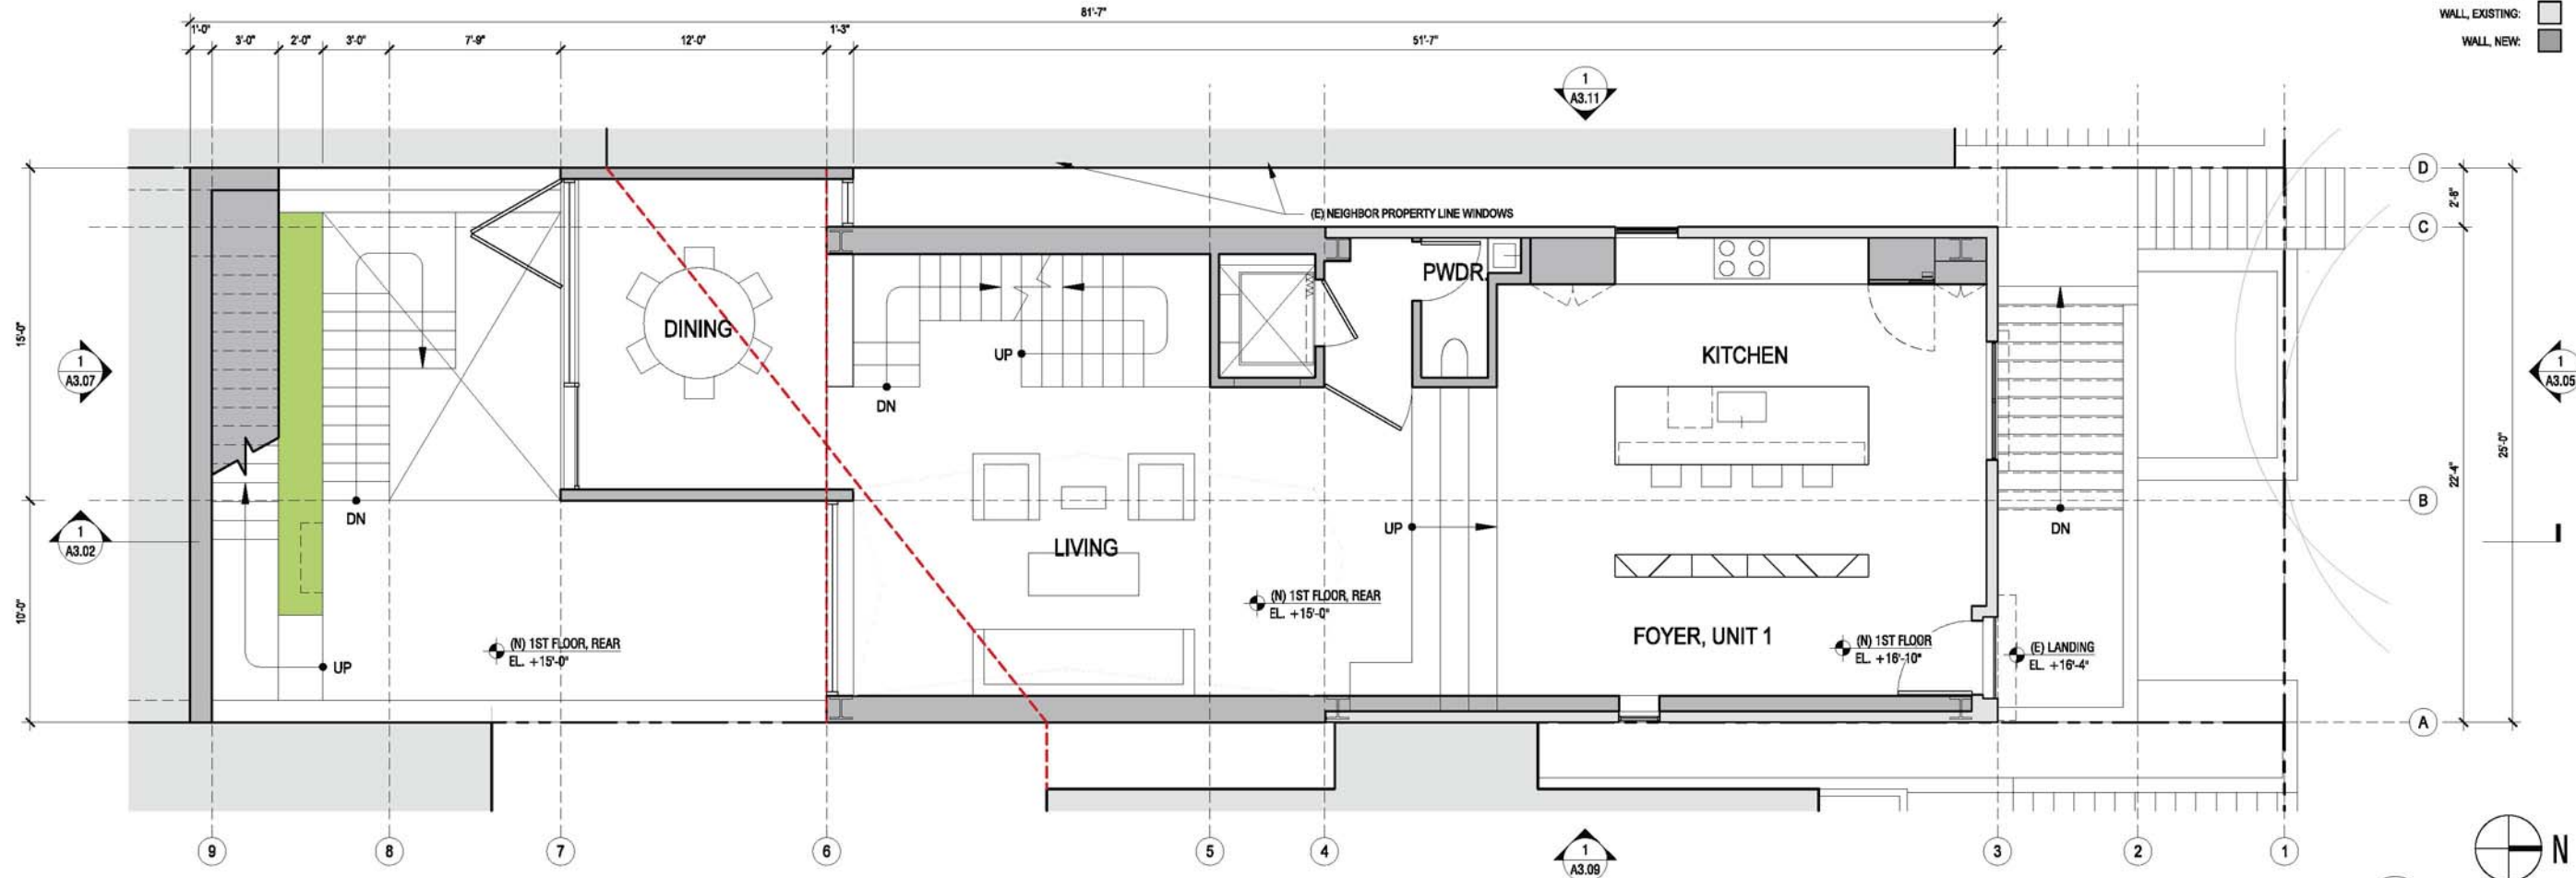 81'-7"
WALL, EXISTING:
1'-0"
3'-0"
2'-0"
3'-0"
7'-9"
12'-0"
1'-3"
51'-7"
WALL, NEW:
1
A3.11
D
(E) NEIGHBOR PROPERTY LINE WINDOWS
2'-8"
C
PWDR.
DINING
15'-0"
UP
KITCHEN
1
A3.07
1
A3.05
DN
25'-0"
22'-4"
B
DN
UP
DN
1
A3.02
LIVING
(N) 1ST FLOOR, REAR
EL. +15'-0"
10'-0"
FOYER, UNIT 1
(N) 1ST FLOOR, REAR
EL. +15'-0"
(N) 1ST FLOOR
EL. +16'-10"
(E) LANDING
EL. +16'-4"
UP
A
9
8
7
6
5
4
1
A3.09
3
2
1
N